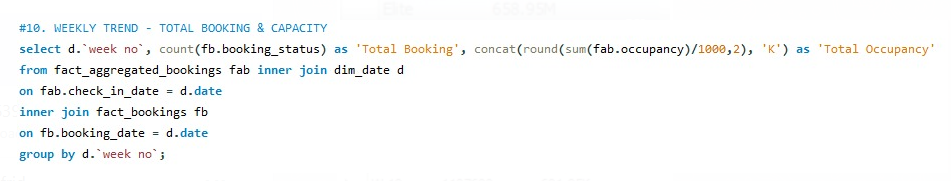 #10. WEEKLY TREND - TOTAL BOOKING & CAPACITY
select d.`week no`, count(fb.booking_status) as 'Total Booking', concat(round(sum(fab.occupancy)/1000,2), 'K') as 'Total Occupancy'
from fact_aggregated_bookings fab inner join dim_date d
on fab.check_in_date = d.date
inner join fact_bookings fb
on fb.booking_date = d.date
group by d.`week no`;